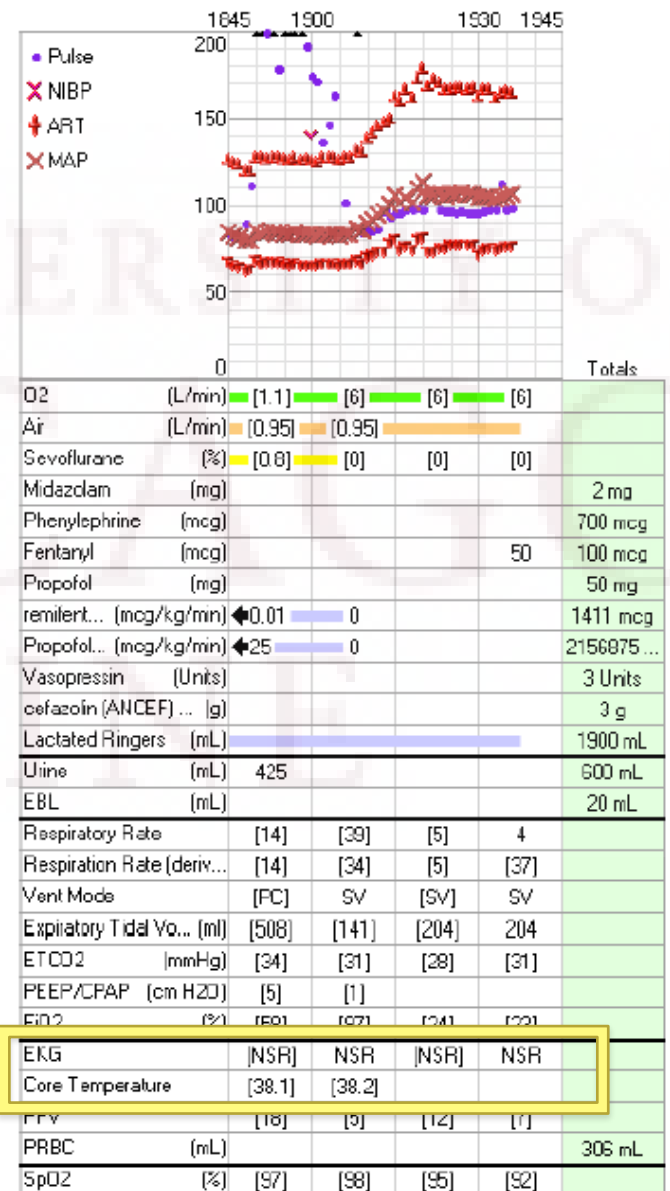 1845 1900 1930 1945
200
• Pulse
X NIBP
ART
X MAP
150
100
50
0
Totals
O2 (L/min) [1.1] [6] [6] [6]
Air (L/min) [0.95] [0.95]
Sevoflurane (%) [0.8] [0] [0] [0]
Midazolam (mg) 2 mg
Phenylephrine (mcg) 700 mcg
Fentanyl (mcg) 50 100 mcg
Propofol (mg) 50 mg
remifent... (mcg/kg/min) 0.01 0 1411 mcg
Propofol... (mcg/kg/min) 25 0 2156875 ...
Vasopressin (Units) 3 Units
cefazolin (ANCEF) ... (g) 3 g
Lactated Ringers (mL) 1900 mL
Urine (mL) 425 600 mL
EBL (mL) 20 mL
Respiratory Rate [14] [39] [5] 4
Respiration Rate (deriv... [14] [34] [5] [37]
Vent Mode [PC] SV [SV] SV
Expiratory Tidal Vo... (ml) [508] [141] [204] 204
ETCO2 (mmHg) [34] [31] [28] [31]
PEEP/CPAP (cm H2O) [5] [1]
FiO2 (%) [97]
EKG [NSR] NSR [NSR] NSR
Core Temperature [38.1] [38.2]
PPV [18] [5] [12]
PRBC (mL) 306 mL
SpO2 (%) [97] [98] [95] [92]